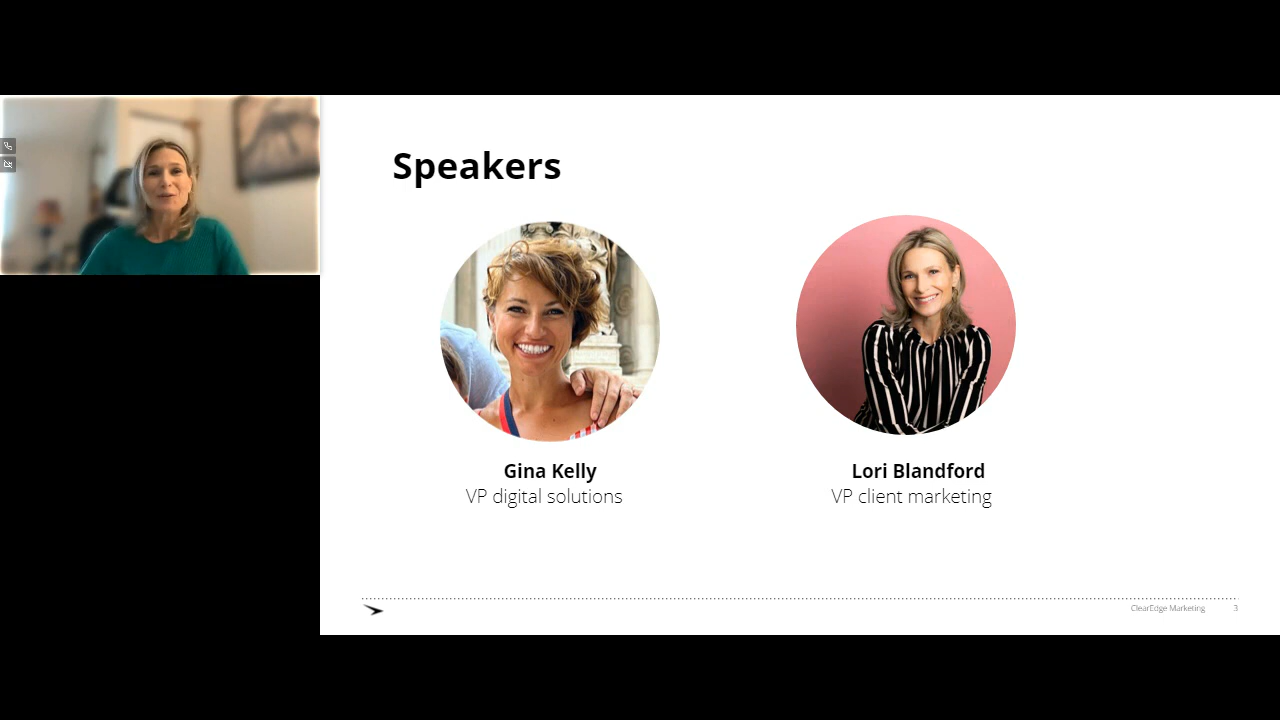 Speakers
Gina Kelly
VP digital solutions
Lori Blandford
VP client marketing
ClearEdge Marketing 3